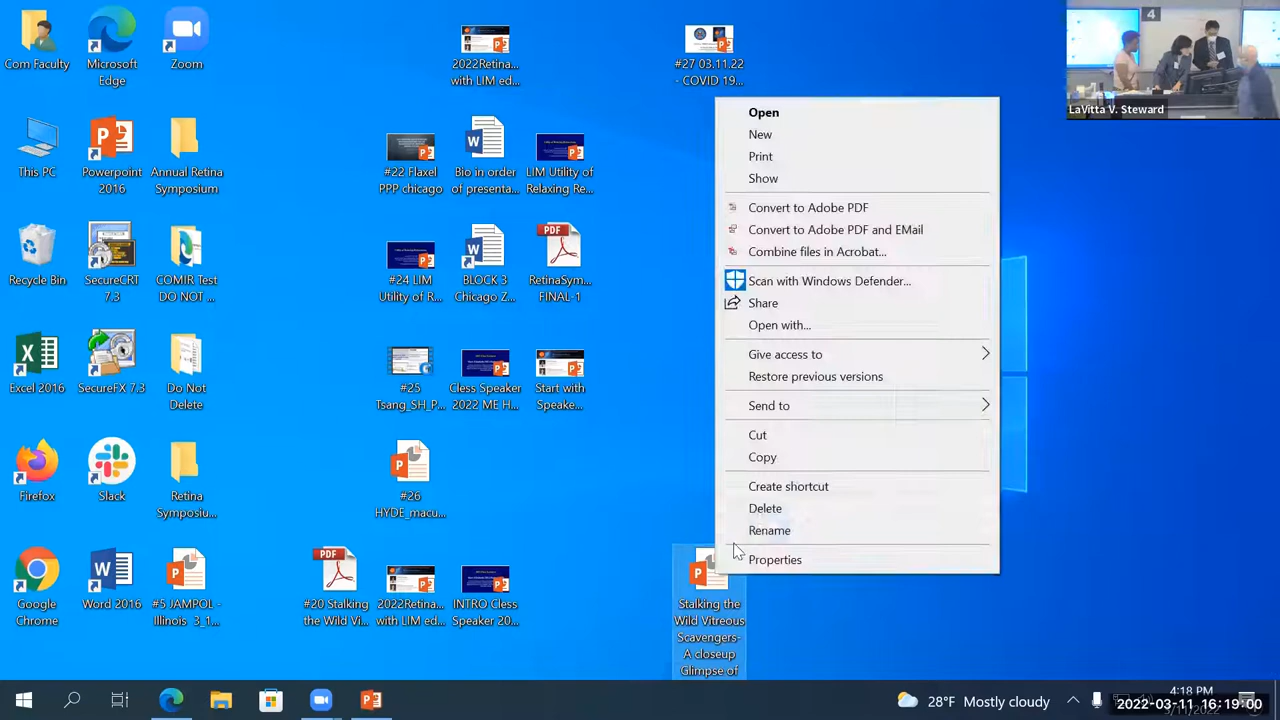 Com Faculty
Microsoft
Edge
Zoom
2022Retina...
with LIM ed...
#27 03.11.22
- COVID 19...
4
LaVitta V. Steward
This PC
Powerpoint
2016
Annual Retina
Symposium
#22 Flaxel
PPP chicago
Bio in order
of presenta...
LIM Utility of
Relaxing Re...
Recycle Bin
SecureCRT
7.3
COMIR Test
DO NOT ...
#24 LIM
Utility of R...
BLOCK 3
Chicago Z...
PDF
RetinaSym...
FINAL-1
Excel 2016
SecureFX 7.3
Do Not
Delete
#25
Tsang_SH_P...
Cless Speaker
2022 ME H...
Start with
Speake...
Firefox
Slack
Retina
Symposiu...
#26
HYDE_macu...
Google
Chrome
Word 2016
#5 JAMPOL -
Illinois 3_1...
PDF
#20 Stalking
the Wild Vi...
2022Retina...
with LIM ed...
INTRO Cless
Speaker 20...
Stalking the
Wild Vitreous
Scavengers-
A closeup
Glimpse of
Open
New
Print
Show
Convert to Adobe PDF
Convert to Adobe PDF and EMail
Combine files in Acrobat...
Scan with Windows Defender...
Share
Open with...
Give access to
Restore previous versions
Send to
Cut
Copy
Create shortcut
Delete
Rename
Properties
28°F Mostly cloudy
4:18 PM
2022-03-11 16:19:00